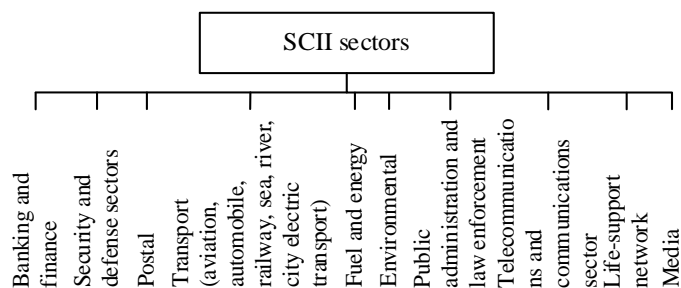 SCII sectors
Banking and
finance
Security and
defense sectors
Postal
Transport
(aviation,
automobile,
railway, sea, river,
city electric
transport)
Fuel and energy
Environmental
Public
administration and
law enforcement
Telecommunicatio
ns and
communications
sector
Life-support
network
Media